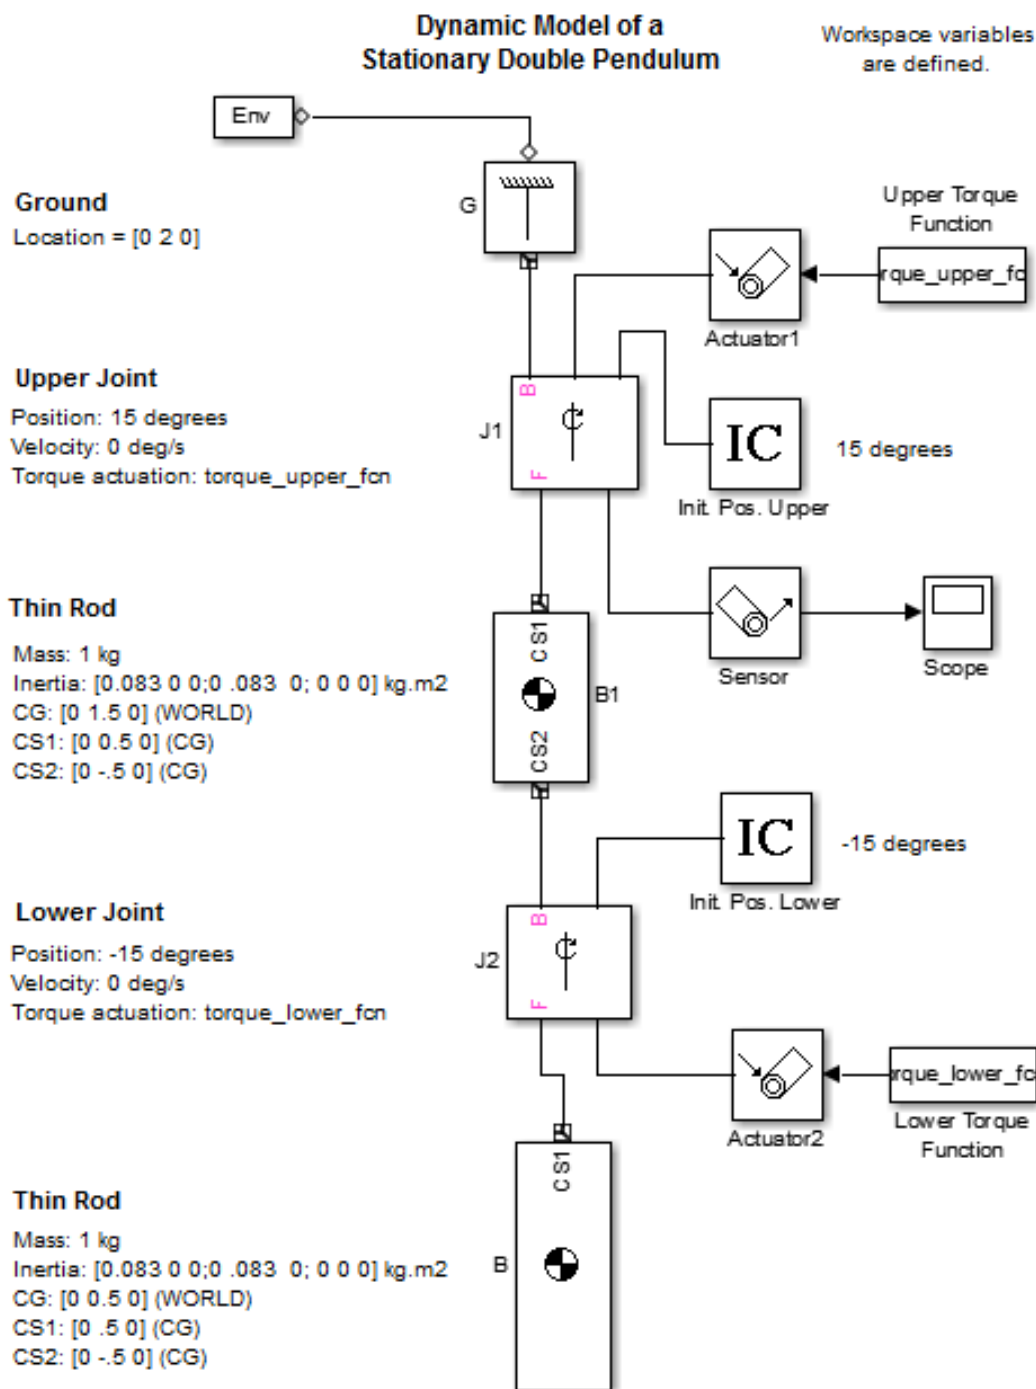 Dynamic Model of a
Stationary Double Pendulum
Workspace variables
are defined.
Env
G
Ground
Location = [0 2 0]
Upper Torque
Function
rque_upper_fc
Actuator1
Upper Joint
Position: 15 degrees
Velocity: 0 deg/s
Torque actuation: torque_upper_fcn
B
J1
F
IC
15 degrees
Init. Pos. Upper
Thin Rod
Mass: 1 kg
Inertia: [0.083 0 0;0 .083 0; 0 0 0] kg.m2
CG: [0 1.5 0] (WORLD)
CS1: [0 0.5 0] (CG)
CS2: [0 -.5 0] (CG)
CS1
CS2
B1
Sensor
Scope
IC
-15 degrees
Init. Pos. Lower
Lower Joint
Position: -15 degrees
Velocity: 0 deg/s
Torque actuation: torque_lower_fcn
B
J2
F
rque_lower_fc
Actuator2
Lower Torque
Function
Thin Rod
Mass: 1 kg
Inertia: [0.083 0 0;0 .083 0; 0 0 0] kg.m2
CG: [0 0.5 0] (WORLD)
CS1: [0 .5 0] (CG)
CS2: [0 -.5 0] (CG)
CS1
B